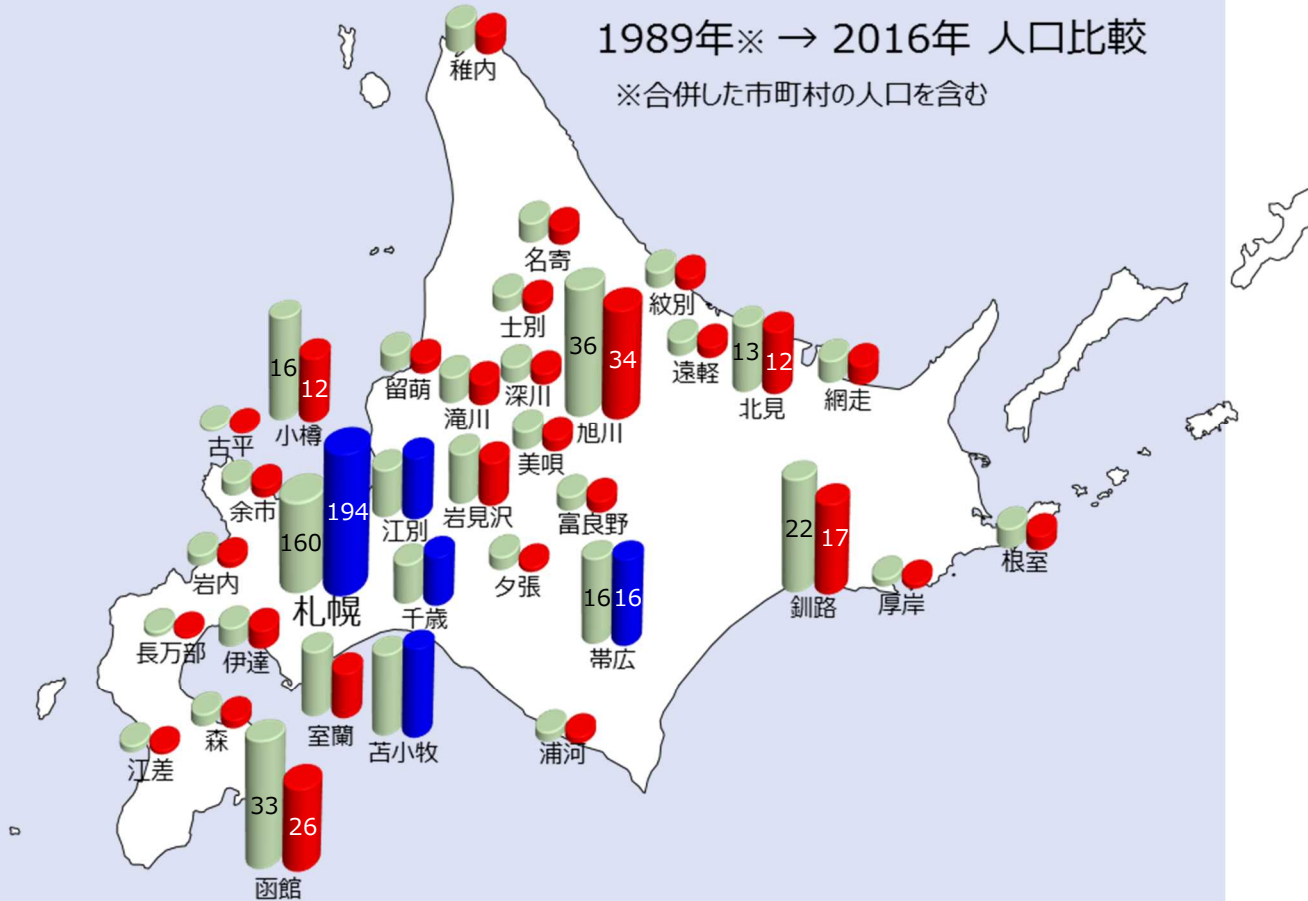 1989年※ → 2016年 人口比較
※合併した市町村の人口を含む
稚内
名寄
紋別
士別
36
34
旭川
遠軽
13
12
北見
網走
留萌
滝川
深川
16
12
小樽
古平
美唄
余市
160
194
札幌
江別
岩見沢
富良野
22
17
釧路
厚岸
根室
岩内
千歳
夕張
16
16
帯広
長万部
伊達
室蘭
苫小牧
浦河
森
江差
33
26
函館